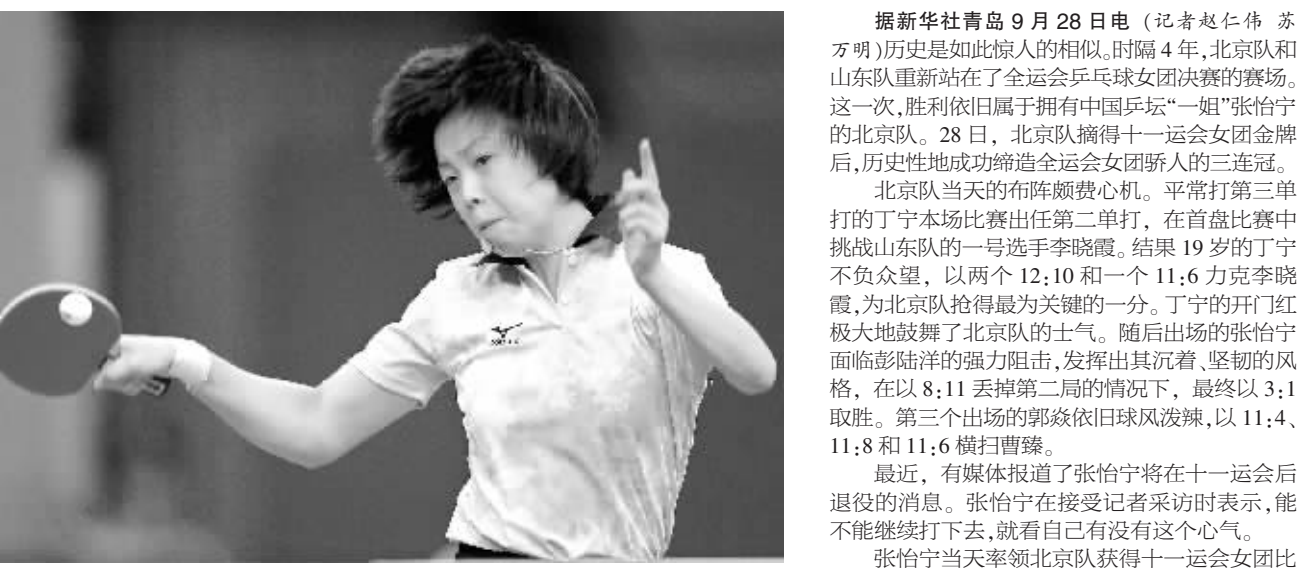 据新华社青岛 9 月 28 日电 (记者赵仁伟 苏
万明)历史是如此惊人的相似。时隔 4 年,北京队和
山东队重新站在了全运会乒乓球女团决赛的赛场。
这一次,胜利依旧属于拥有中国乒坛“一姐”张怡宁
的北京队。28 日，北京队摘得十一运会女团金牌
后,历史性地成功缔造全运会女团骄人的三连冠。
北京队当天的布阵颇费心机。平常打第三单
打的丁宁本场比赛出任第二单打，在首盘比赛中
挑战山东队的一号选手李晓霞。结果 19 岁的丁宁
不负众望，以两个 12:10 和一个 11:6 力克李晓
霞,为北京队抢得最为关键的一分。丁宁的开门红
极大地鼓舞了北京队的士气。随后出场的张怡宁
面临彭陆洋的强力阻击,发挥出其沉着、坚韧的风
格，在以 8:11 丢掉第二局的情况下，最终以 3:1
取胜。第三个出场的郭焱依旧球风泼辣,以 11:4、
11:8 和 11:6 横扫曹臻。
最近，有媒体报道了张怡宁将在十一运会后
退役的消息。张怡宁在接受记者采访时表示,能
不能继续打下去,就看自己有没有这个心气。
张怡宁当天率领北京队获得十一运会女团比